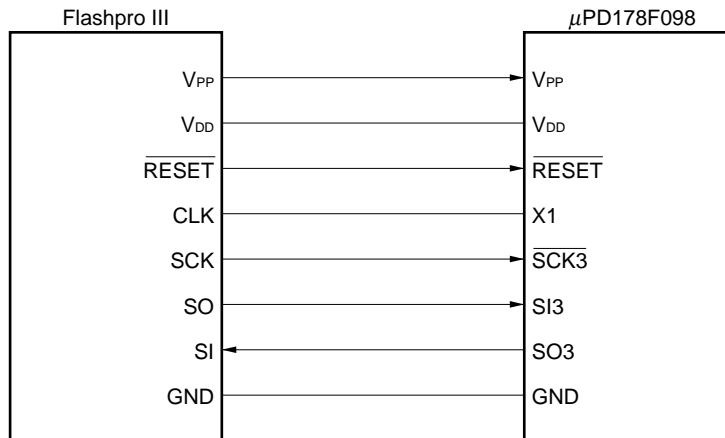 Flashpro III μPD178F098
VPP VPP
VDD VDD
RESET RESET
CLK X1
SCK SCK3
SO SI3
SI SO3
GND GND